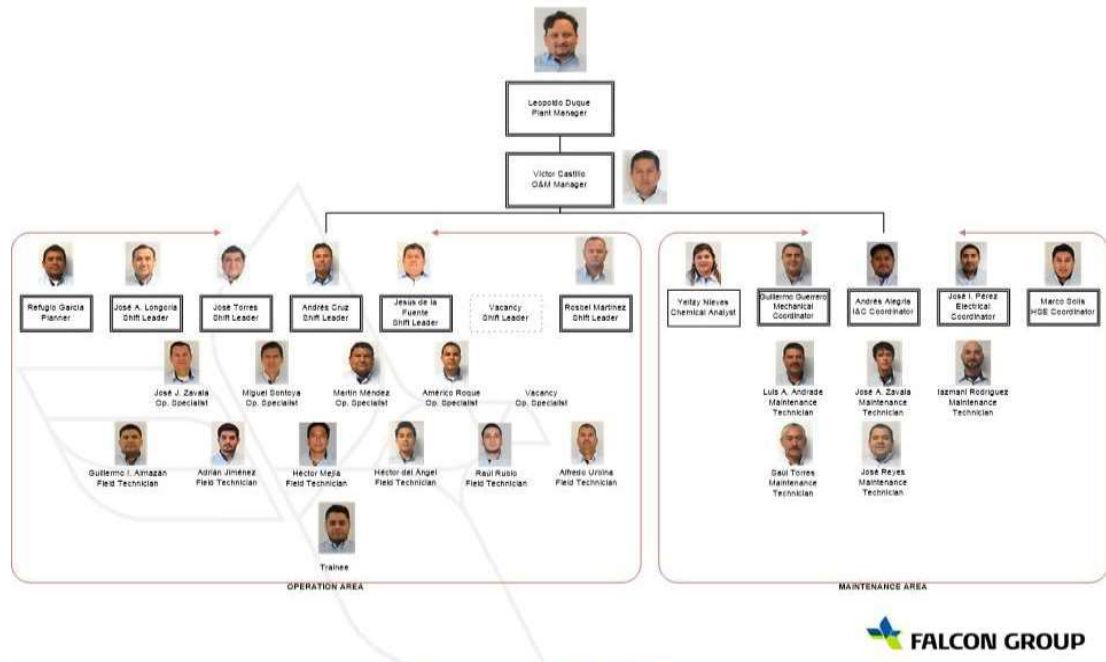 Leopoldo Duque
Plant Manager
Víctor Castillo
O&M Manager
Refugio García
Planner
José A. Longoria
Shift Leader
José Torres
Shift Leader
Andrés Cruz
Shift Leader
Jesús de la
Fuente
Shift Leader
Vacancy
Shift Leader
Rosbel Martínez
Shift Leader
Yeitzy Nieves
Chemical Analyst
Guillermo Guerrero
Mechanical
Coordinator
Andrés Alegría
I&C Coordinator
José I. Pérez
Electrical
Coordinator
Marco Solis
HSE Coordinator
José J. Zavala
Op. Specialist
Miguel Sontoya
Op. Specialist
Martín Méndez
Op. Specialist
Américo Roque
Op. Specialist
Vacancy
Op. Specialist
Luis A. Andrade
Maintenance
Technician
José A. Zavala
Maintenance
Technician
Iazmani Rodríguez
Maintenance
Technician
Guillermo I. Almazán
Field Technician
Adrián Jiménez
Field Technician
Héctor Mejía
Field Technician
Héctor del Ángel
Field Technician
Raúl Rubio
Field Technician
Alfredo Urbina
Field Technician
Saúl Torres
Maintenance
Technician
José Reyes
Maintenance
Technician
Trainee
OPERATION AREA
MAINTENANCE AREA
FALCON GROUP